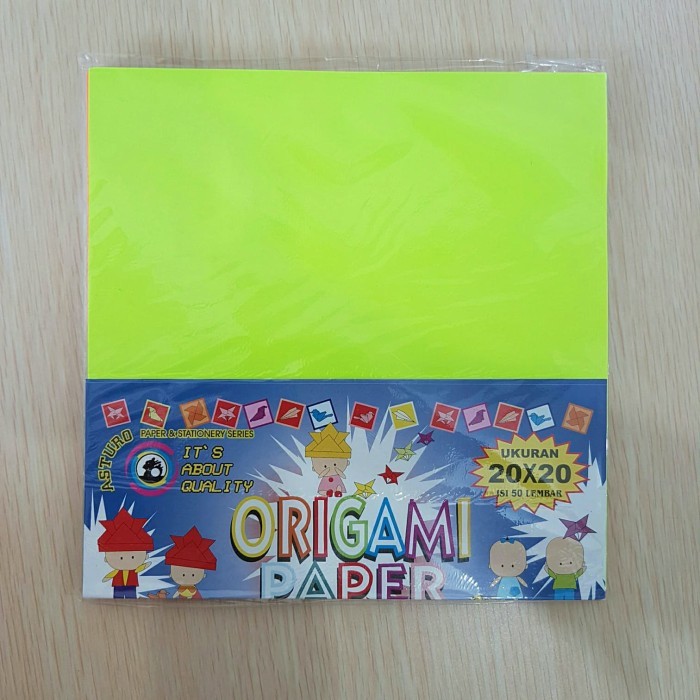 ASTURO
PAPER & STATIONERY SERIES
IT'S
ABOUT
QUALITY
UKURAN
20X20
ISI 50 LEMBAR
ORIGAMI
PAPER